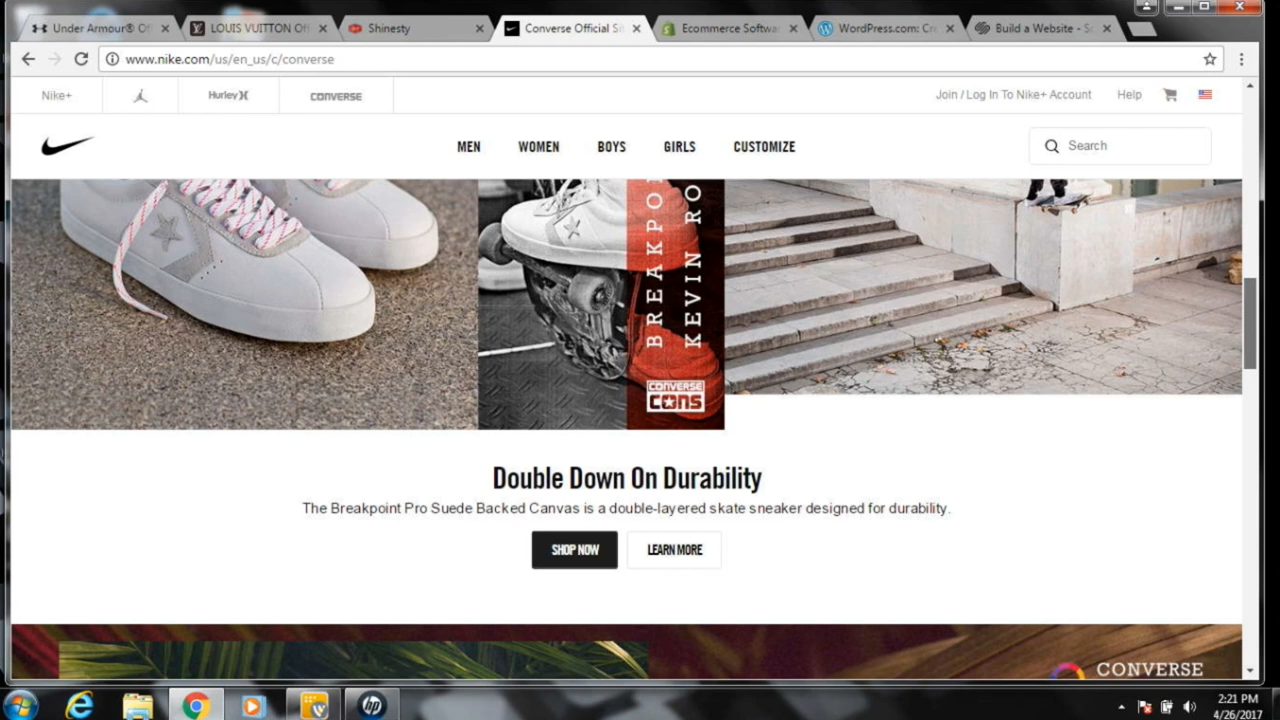 Under Armour® Of
LOUIS VUITTON Offi
Shinesty
Converse Official Sit
Ecommerce Softwa
WordPress.com: Cre
Build a Website - S
www.nike.com/us/en_us/c/converse
Nike+
Hurley
CONVERSE
Join / Log In To Nike+ Account
Help
MEN
WOMEN
BOYS
GIRLS
CUSTOMIZE
Search
BREAKPO
KEVIN RO
CONVERSE
CONS
Double Down On Durability
The Breakpoint Pro Suede Backed Canvas is a double-layered skate sneaker designed for durability.
SHOP NOW
LEARN MORE
CONVERSE
hp
2:21 PM
4/26/2017